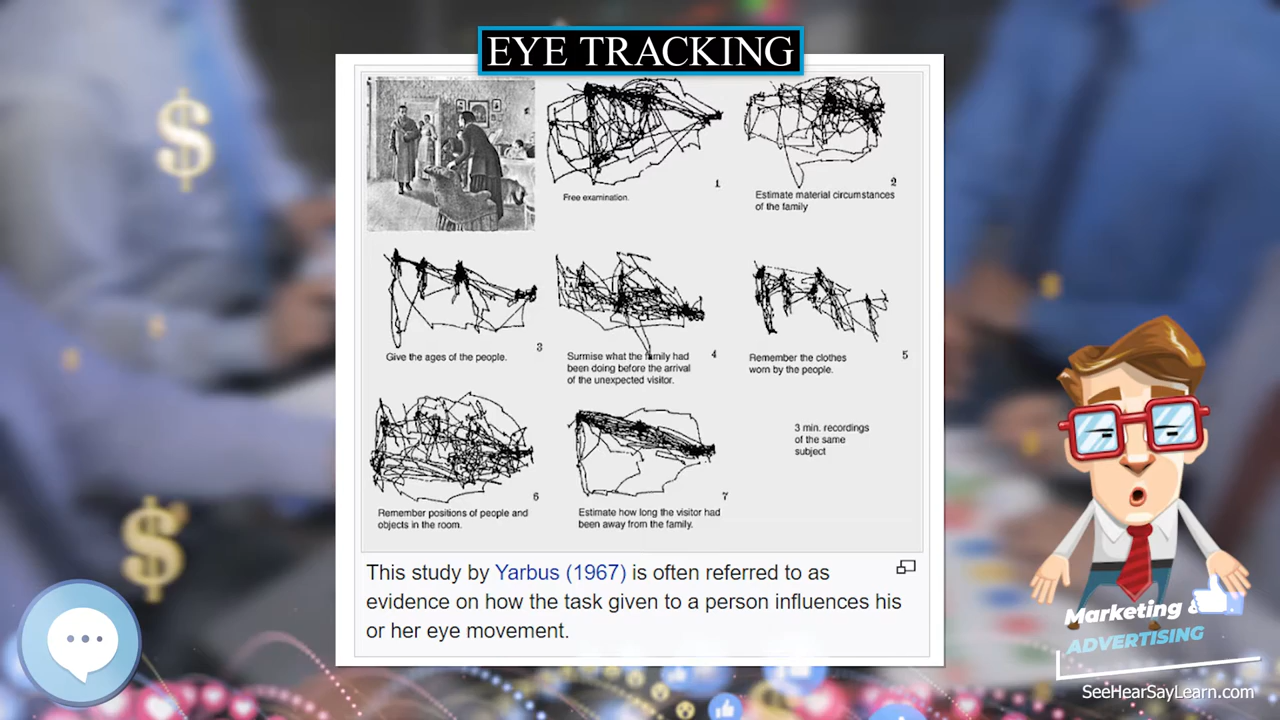 EYE TRACKING
1
Free examination.
2
Estimate material circumstances
of the family
3
Give the ages of the people.
4
Surmise what the family had
been doing before the arrival
of the unexpected visitor.
5
Remember the clothes
worn by the people.
6
Remember positions of people and
objects in the room.
7
Estimate how long the visitor had
been away from the family.
3 min. recordings
of the same
subject
This study by Yarbus (1967) is often referred to as
evidence on how the task given to a person influences his
or her eye movement.
Marketing &
ADVERTISING
SeeHearSayLearn.com
$
$